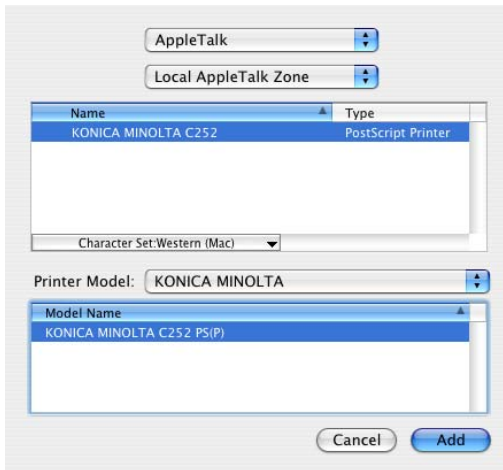 AppleTalk
Local AppleTalk Zone
Name Type
KONICA MINOLTA C252 PostScript Printer
Character Set:Western (Mac)
Printer Model: KONICA MINOLTA
Model Name
KONICA MINOLTA C252 PS(P)
Cancel Add